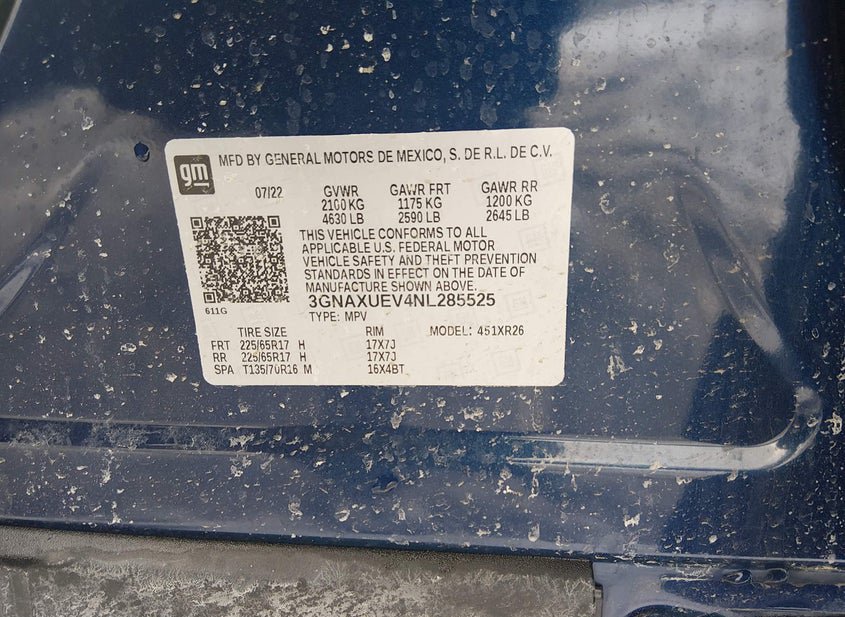 gm MFD BY GENERAL MOTORS DE MEXICO, S. DE R.L. DE C.V.
07/22 GVWR GAWR FRT GAWR RR
2100 KG 1175 KG 1200 KG
4630 LB 2590 LB 2645 LB
THIS VEHICLE CONFORMS TO ALL
APPLICABLE U.S. FEDERAL MOTOR
VEHICLE SAFETY AND THEFT PREVENTION
STANDARDS IN EFFECT ON THE DATE OF
MANUFACTURE SHOWN ABOVE.
611G 3GNAXUEV4NL285525
TYPE: MPV
TIRE SIZE RIM MODEL: 451XR26
FRT 225/65R17 H 17X7J
RR 225/65R17 H 17X7J
SPA T135/70R16 M 16X4BT